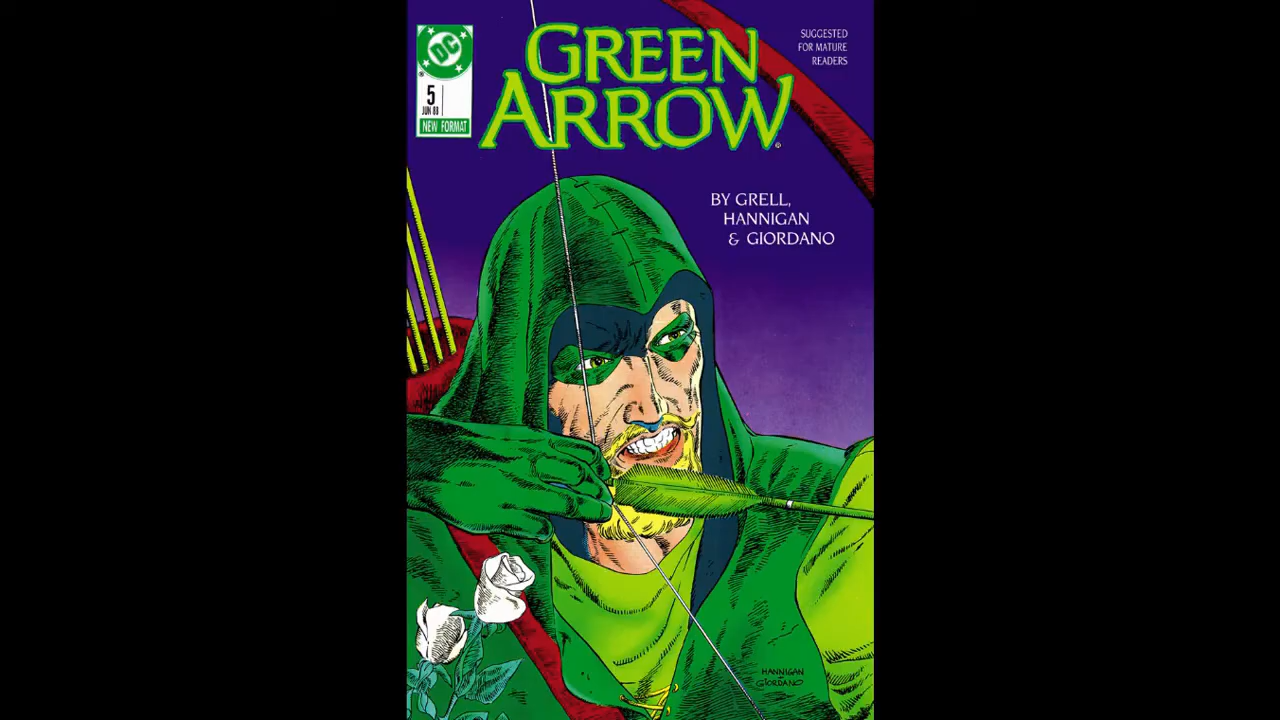 DC
5
JUN 88
NEW FORMAT
GREEN
ARROW
SUGGESTED
FOR MATURE
READERS
BY GRELL,
HANNIGAN
& GIORDANO
HANNIGAN
GIORDANO